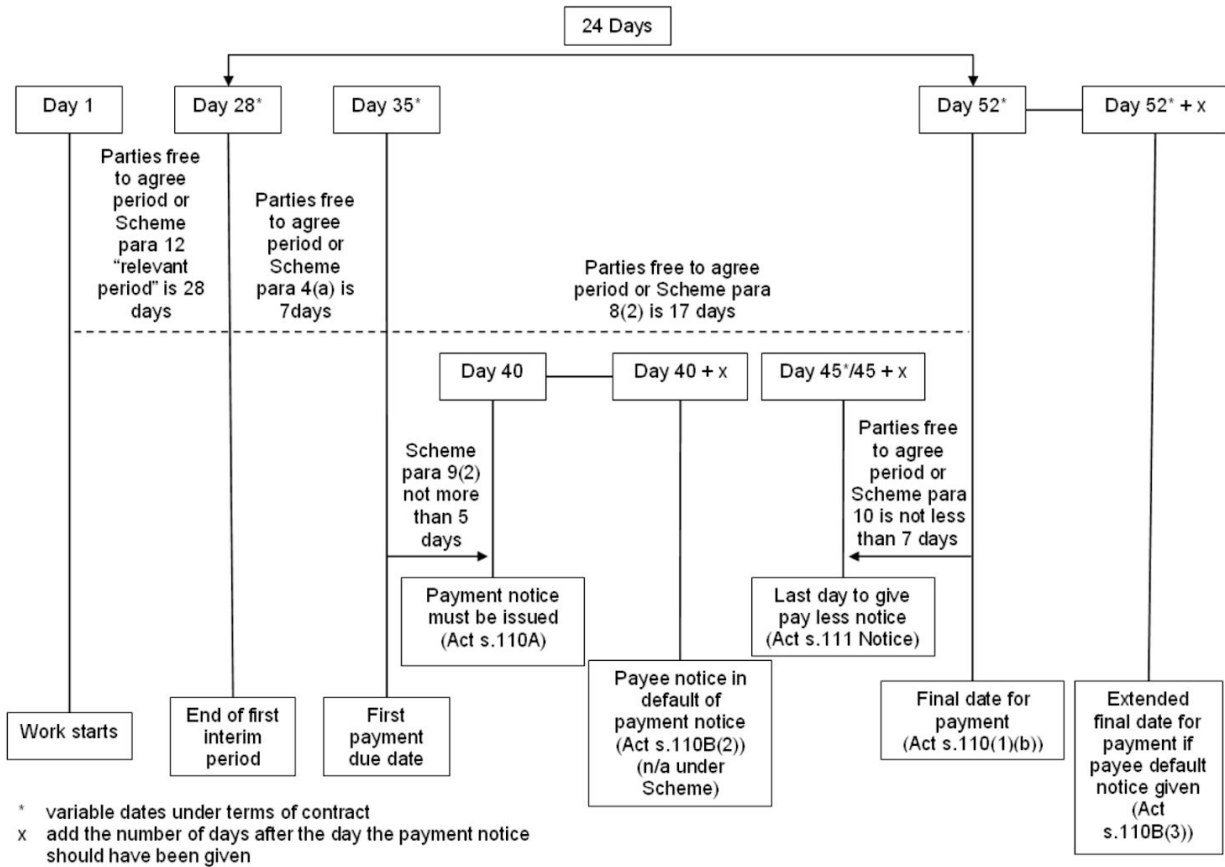 24 Days
Day 1
Day 28*
Day 35*
Day 52*
Day 52* + x
Parties free
to agree
period or
Scheme
para 12
“relevant
period” is 28
days
Parties free
to agree
period or
Scheme
para 4(a) is
7days
Parties free to agree
period or Scheme para
8(2) is 17 days
Day 40
Day 40 + x
Day 45*/45 + x
Scheme
para 9(2)
not more
than 5
days
Parties free
to agree
period or
Scheme para
10 is not less
than 7 days
Payment notice
must be issued
(Act s.110A)
Last day to give
pay less notice
(Act s.111 Notice)
Work starts
End of first
interim
period
First
payment
due date
Payee notice in
default of
payment notice
(Act s.110B(2))
(n/a under
Scheme)
Final date for
payment
(Act s.110(1)(b))
Extended
final date for
payment if
payee default
notice given
(Act
s.110B(3))
* variable dates under terms of contract
x add the number of days after the day the payment notice
should have been given